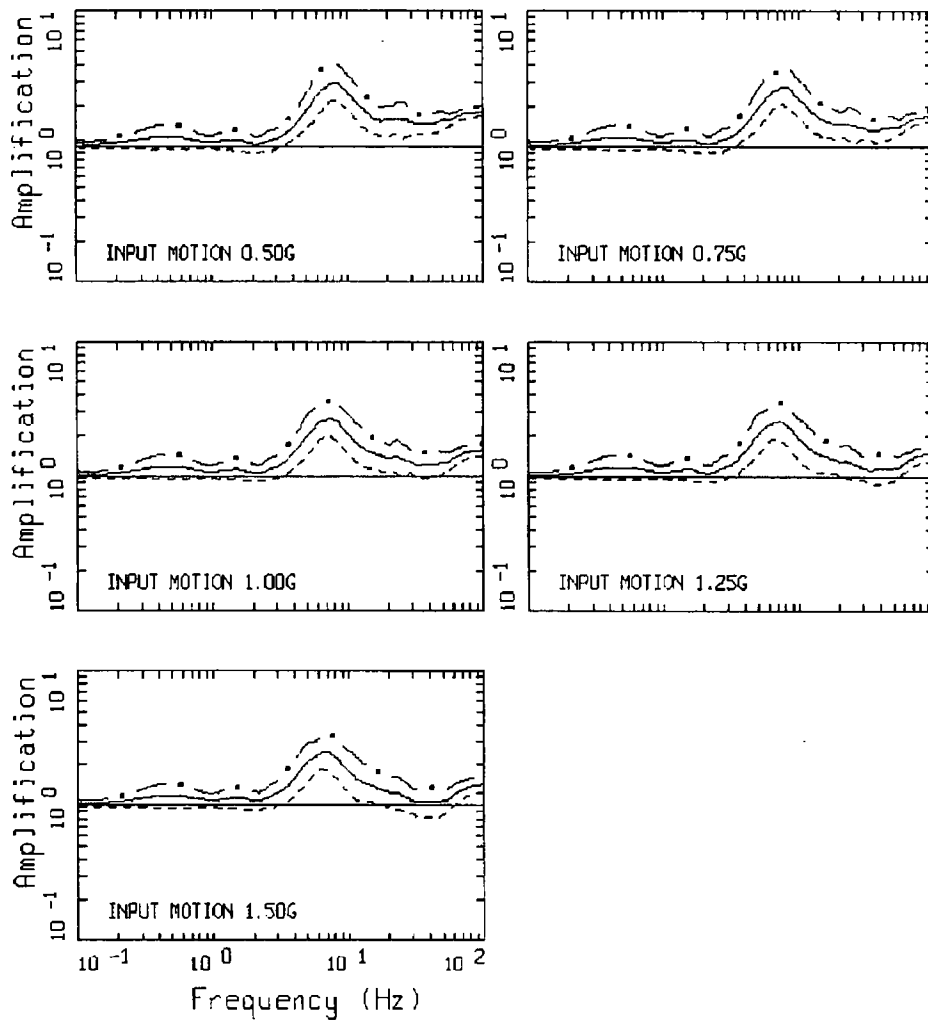 Amplification
10 1
10 0
10 -1
INPUT MOTION 0.50G
10 1
10 0
10 -1
INPUT MOTION 0.75G
Amplification
10 1
10 0
10 -1
INPUT MOTION 1.00G
10 1
10 0
10 -1
INPUT MOTION 1.25G
Amplification
10 1
10 0
10 -1
INPUT MOTION 1.50G
10 -1 10 0 10 1 10 2
Frequency (Hz)